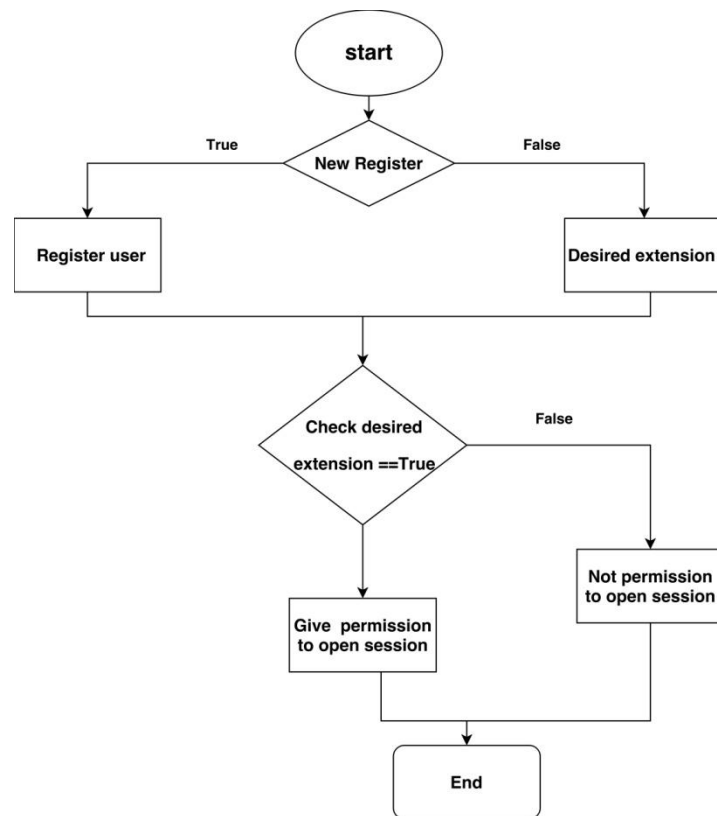 start
New Register
True
False
Register user
Desired extension
Check desired
extension ==True
False
Not permission
to open session
Give permission
to open session
End